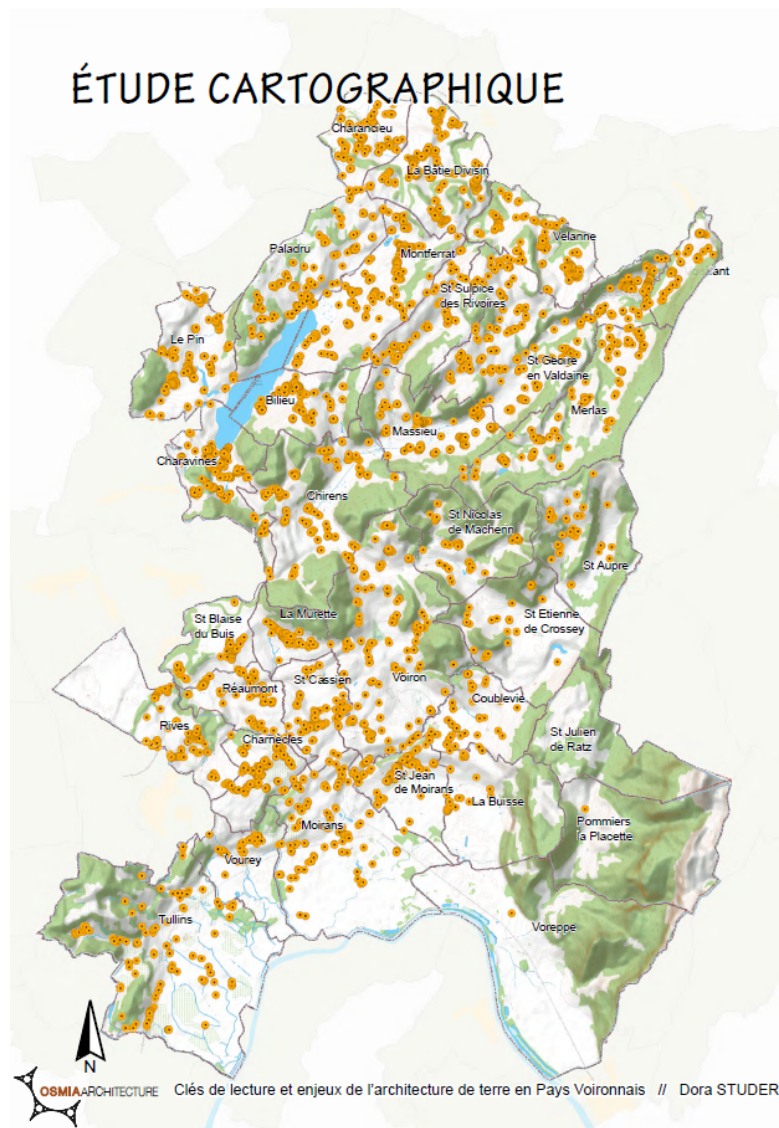 ÉTUDE CARTOGRAPHIQUE
Charancieu
La Bâtie Divisin
Velanne
Paladru
Montferrat
St Sulpice
des Rivoires
Le Pin
St Geoire
en Valdaine
Bilieu
Merlas
Massieu
Charavines
Chirens
St Nicolas
de Macherin
St Aupre
La Murette
St Blaise
du Buis
St Etienne
de Crossey
St Cassien
Voiron
Réaumont
Coublevie
Rives
Charnècles
St Julien
de Ratz
St Jean
de Moirans
La Buisse
Moirans
Pommiers
la Placette
Vourey
Tullins
Voreppe
N
OSMIAARCHITECTURE
Clés de lecture et enjeux de l'architecture de terre en Pays Voironnais // Dora STUDER